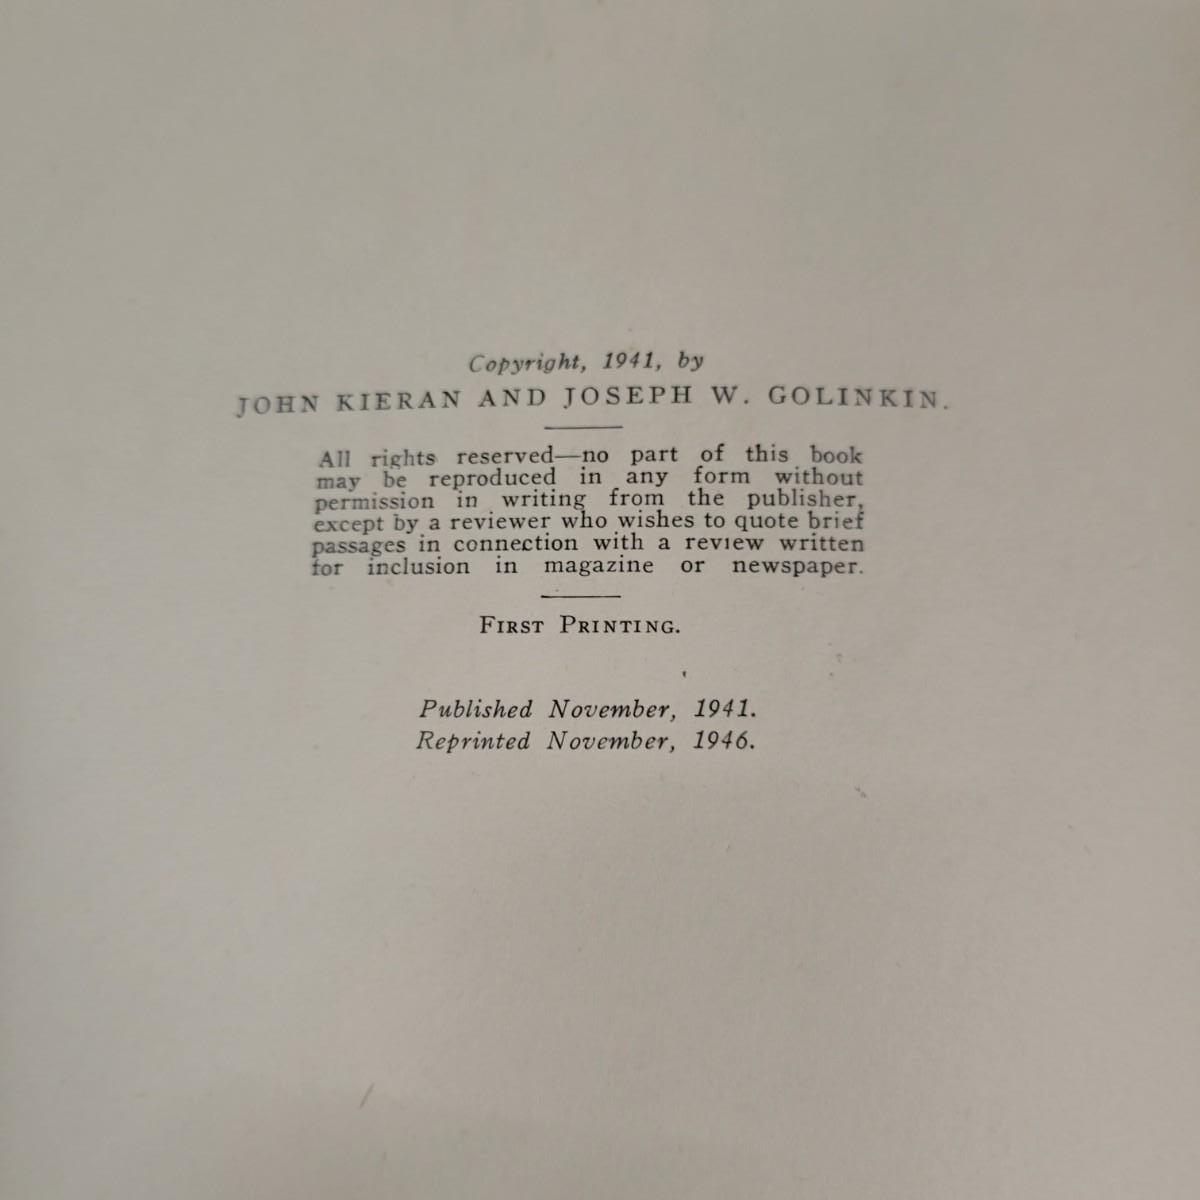 Copyright, 1941, by
JOHN KIERAN AND JOSEPH W. GOLINKIN.
All rights reserved—no part of this book
may be reproduced in any form without
permission in writing from the publisher,
except by a reviewer who wishes to quote brief
passages in connection with a review written
for inclusion in magazine or newspaper.
FIRST PRINTING.
Published November, 1941.
Reprinted November, 1946.